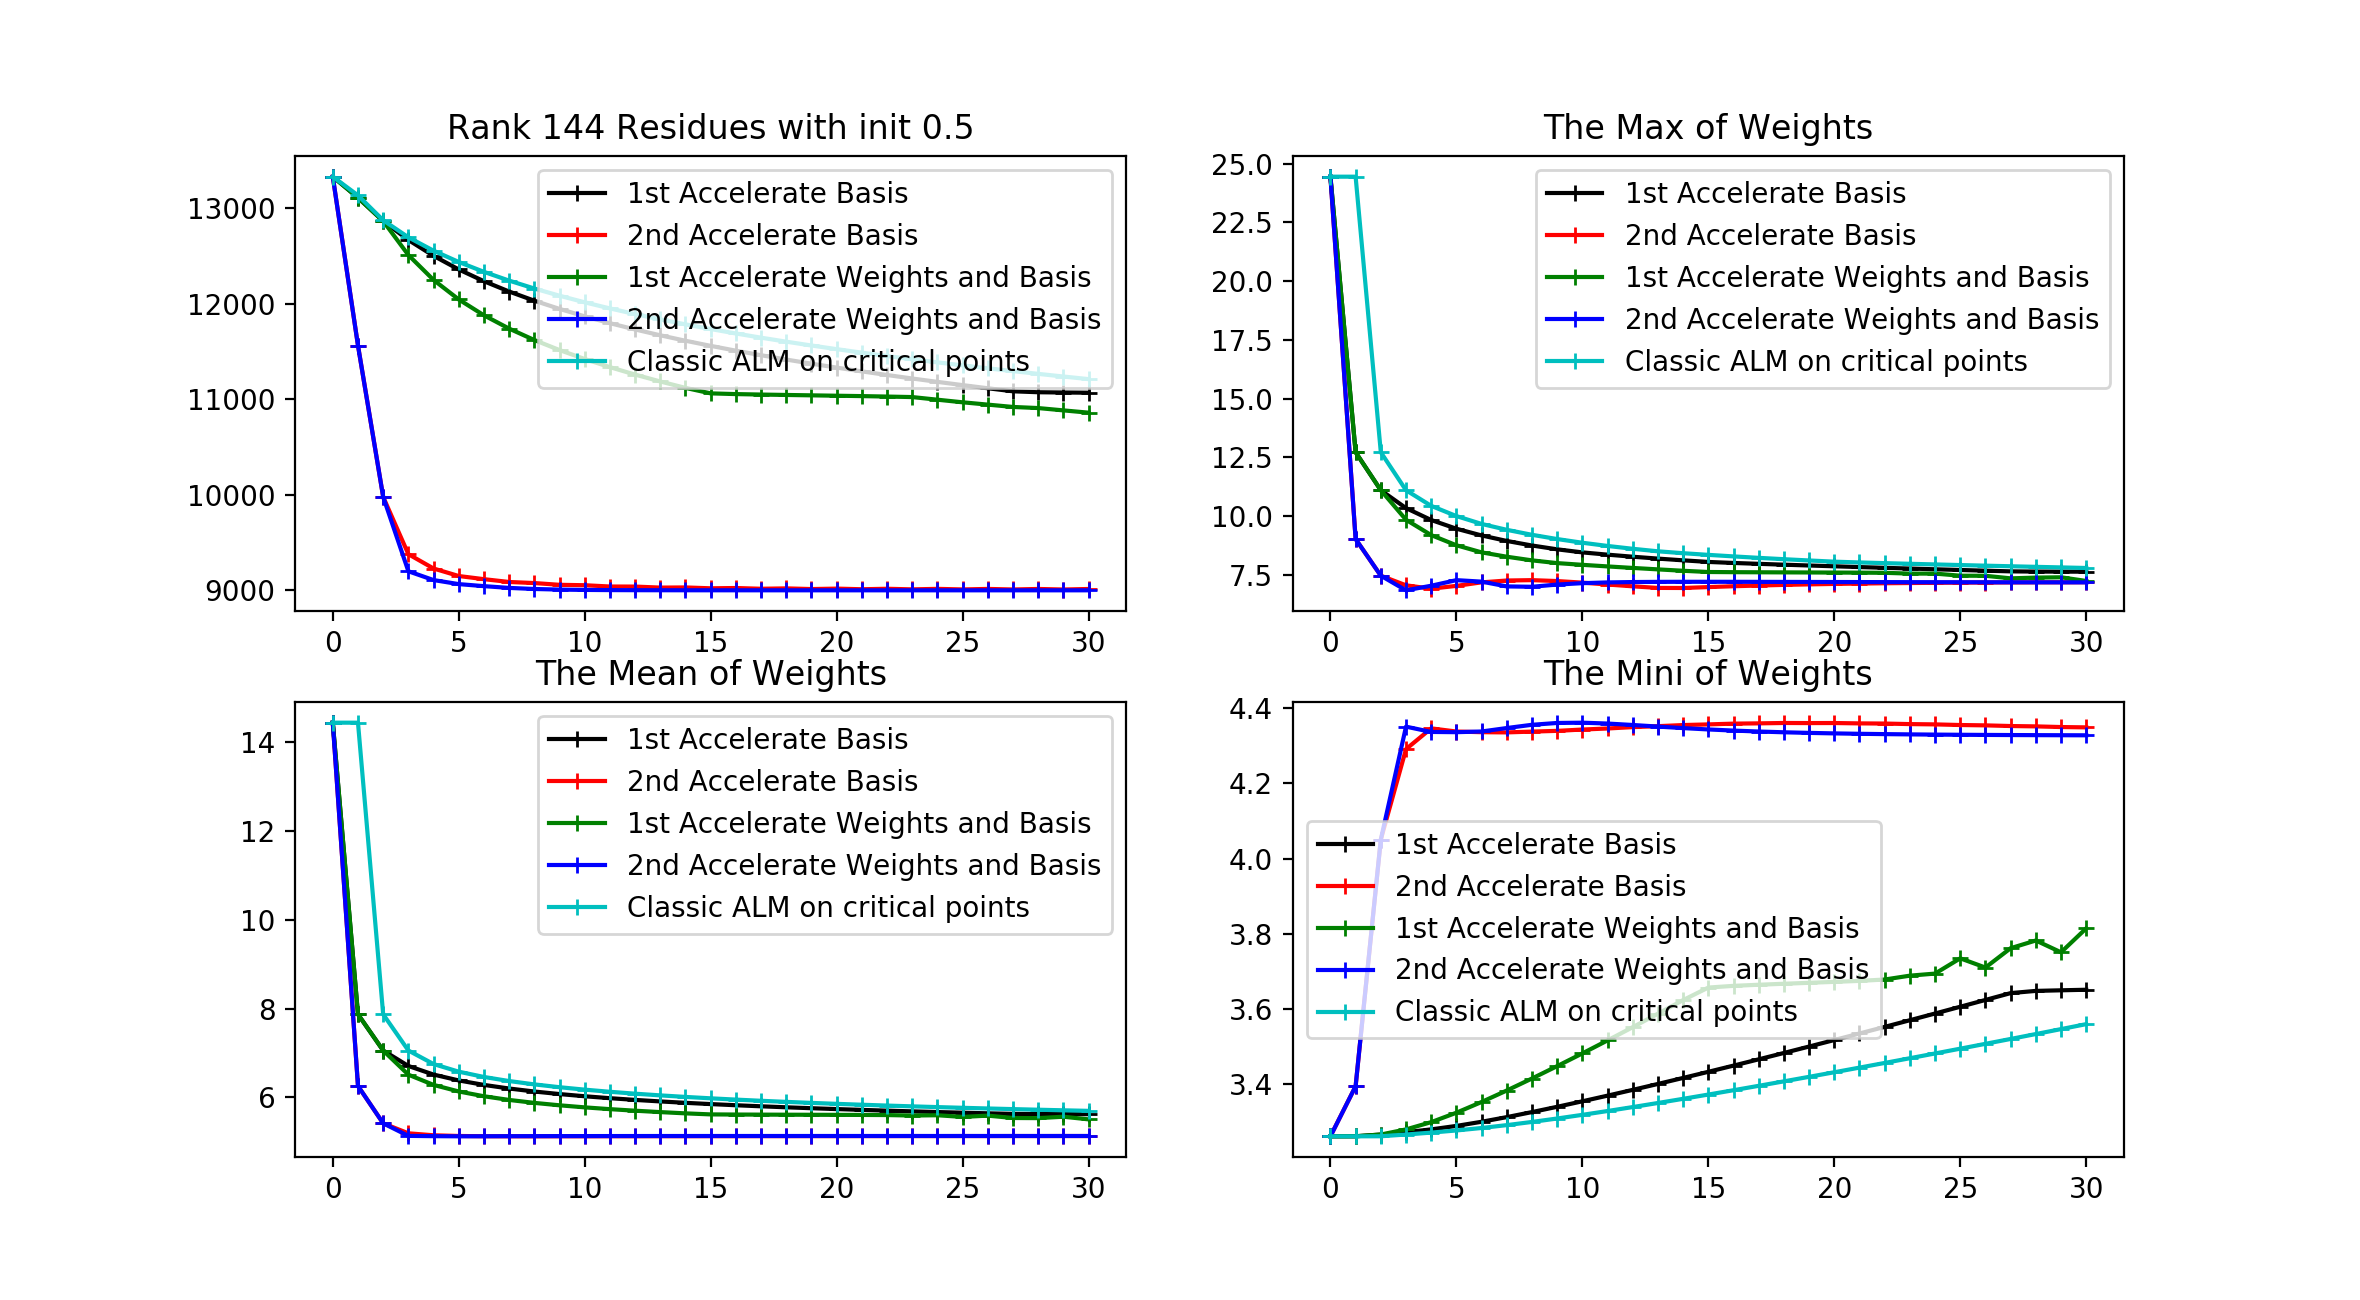 Rank 144 Residues with init 0.5
13000
12000
11000
10000
9000
0 5 10 15 20 25 30
1st Accelerate Basis
2nd Accelerate Basis
1st Accelerate Weights and Basis
2nd Accelerate Weights and Basis
Classic ALM on critical points
The Max of Weights
25.0
22.5
20.0
17.5
15.0
12.5
10.0
7.5
0 5 10 15 20 25 30
1st Accelerate Basis
2nd Accelerate Basis
1st Accelerate Weights and Basis
2nd Accelerate Weights and Basis
Classic ALM on critical points
The Mean of Weights
14
12
10
8
6
0 5 10 15 20 25 30
1st Accelerate Basis
2nd Accelerate Basis
1st Accelerate Weights and Basis
2nd Accelerate Weights and Basis
Classic ALM on critical points
The Mini of Weights
4.4
4.2
4.0
3.8
3.6
3.4
0 5 10 15 20 25 30
1st Accelerate Basis
2nd Accelerate Basis
1st Accelerate Weights and Basis
2nd Accelerate Weights and Basis
Classic ALM on critical points